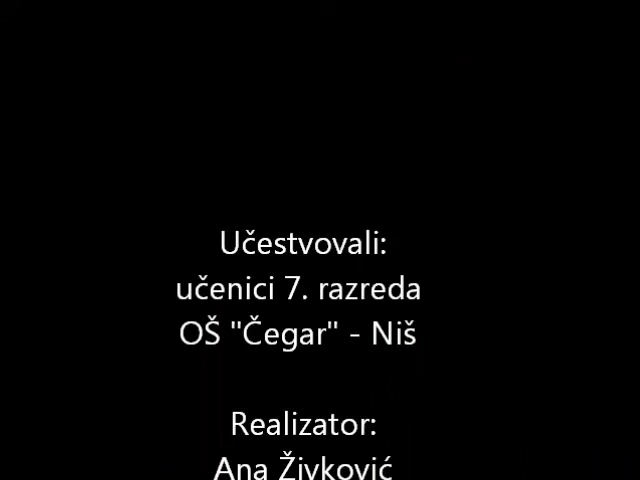 Učestvovali:
učenici 7. razreda
OŠ "Čegar" - Niš
Realizator:
Ana Živković